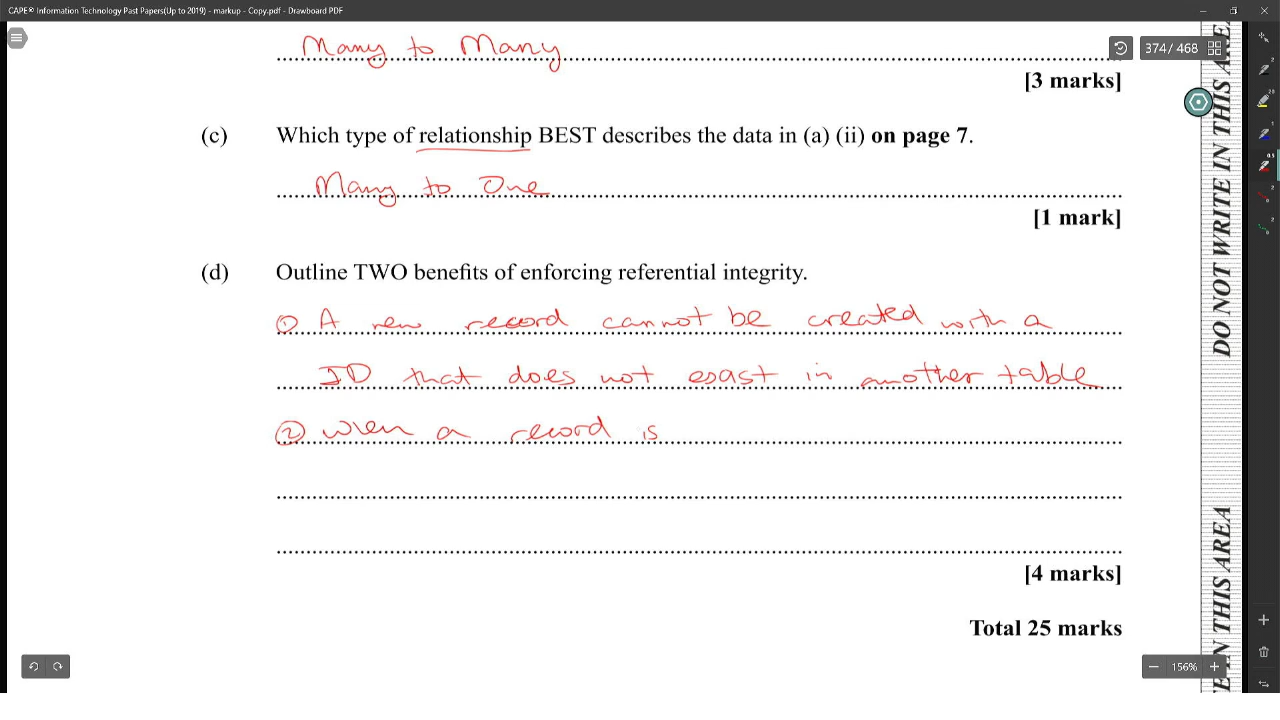 CAPE® Information Technology Past Papers(Up to 2019) - markup - Copy.pdf - Drawboard PDF
374 / 468
Many to Many
[3 marks]
(c) Which type of relationship BEST describes the data in (a) (ii) on page 7.
Many to One
[1 mark]
(d) Outline TWO benefits of enforcing referential integrity.
① A new record cannot be created with a
ID that does not exast in another table
② when a record is
[4 marks]
Total 25 marks
156%
DO NOT WRITE IN THIS ARE
EN THIS AREA